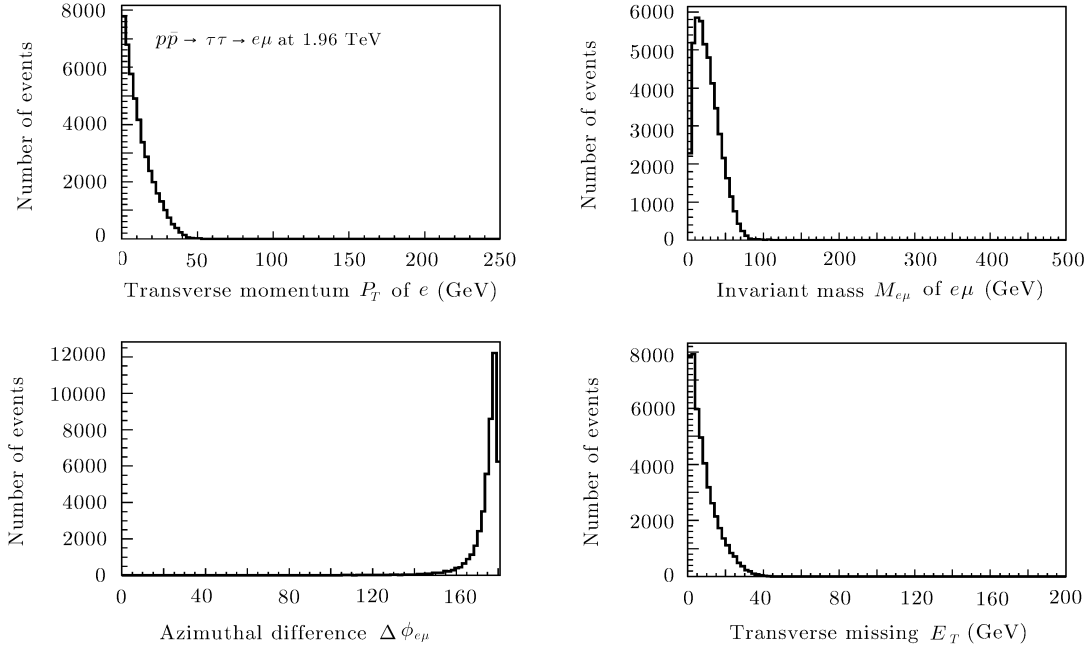 8000
6000
4000
2000
0
Number of events
pp̄ → ττ → eμ at 1.96 TeV
0 50 100 150 200 250
Transverse momentum P_T of e (GeV)
6000
5000
4000
3000
2000
1000
0
Number of events
0 100 200 300 400 500
Invariant mass M_eμ of eμ (GeV)
12000
10000
8000
6000
4000
2000
0
Number of events
0 40 80 120 160
Azimuthal difference Δϕ_eμ
8000
6000
4000
2000
0
Number of events
0 40 80 120 160 200
Transverse missing E_T (GeV)